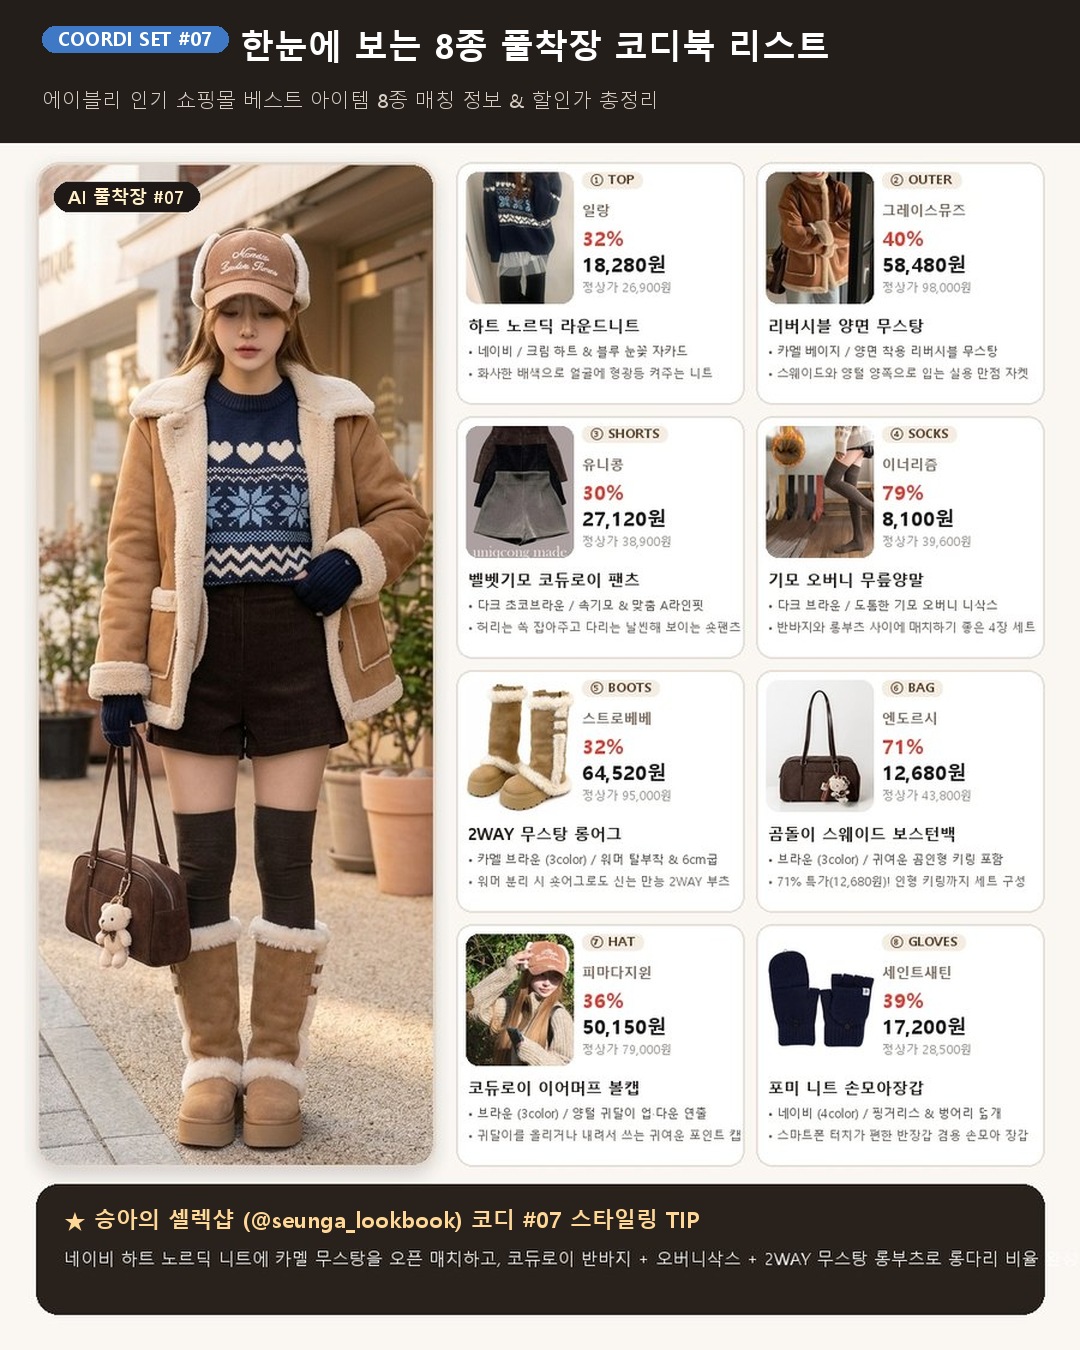 COORDI SET #07
한눈에 보는 8종 풀착장 코디북 리스트
에이블리 인기 쇼핑몰 베스트 아이템 8종 매칭 정보 & 할인가 총정리
AI 풀착장 #07
① TOP
일랑
32%
18,280원
정상가 26,900원
하트 노르딕 라운드니트
• 네이비 / 크림 하트 & 블루 눈꽃 자카드
• 화사한 배색으로 얼굴에 형광등 켜주는 니트
② OUTER
그레이스뮤즈
40%
58,480원
정상가 98,000원
리버시블 양면 무스탕
• 카멜 베이지 / 양면 착용 리버시블 무스탕
• 스웨이드와 양털 양쪽으로 입는 실용 만점 자켓
③ SHORTS
유니콩
30%
27,120원
정상가 38,900원
uniqcong made
벨벳기모 코듀로이 팬츠
• 다크 초코브라운 / 속기모 & 맞춤 A라인핏
• 허리는 쏙 잡아주고 다리는 날씬해 보이는 숏팬츠
④ SOCKS
이너리즘
79%
8,100원
정상가 39,600원
기모 오버니 무릎양말
• 다크 브라운 / 도톰한 기모 오버니 니삭스
• 반바지와 롱부츠 사이에 매치하기 좋은 4장 세트
⑤ BOOTS
스트로베베
32%
64,520원
정상가 95,000원
2WAY 무스탕 롱어그
• 카멜 브라운 (3color) / 워머 탈부착 & 6cm굽
• 워머 분리 시 숏어그로도 신는 만능 2WAY 부츠
⑥ BAG
엔도르시
71%
12,680원
정상가 43,800원
곰돌이 스웨이드 보스턴백
• 브라운 (3color) / 귀여운 곰인형 키링 포함
• 71% 특가(12,680원)! 인형 키링까지 세트 구성
⑦ HAT
피마다지윈
36%
50,150원
정상가 79,000원
코듀로이 이어머프 볼캡
• 브라운 (3color) / 양털 귀달이 업·다운 연출
• 귀달이를 올리거나 내려서 쓰는 귀여운 포인트 캡
⑧ GLOVES
세인트새틴
39%
17,200원
정상가 28,500원
포미 니트 손모아장갑
• 네이비 (4color) / 핑거리스 & 벙어리 덮개
• 스마트폰 터치가 편한 반장갑 겸용 손모아 장갑
★ 승아의 셀렉샵 (@seunga_lookbook) 코디 #07 스타일링 TIP
네이비 하트 노르딕 니트에 카멜 무스탕을 오픈 매치하고, 코듀로이 반바지 + 오버니삭스 + 2WAY 무스탕 롱부츠로 롱다리 비율